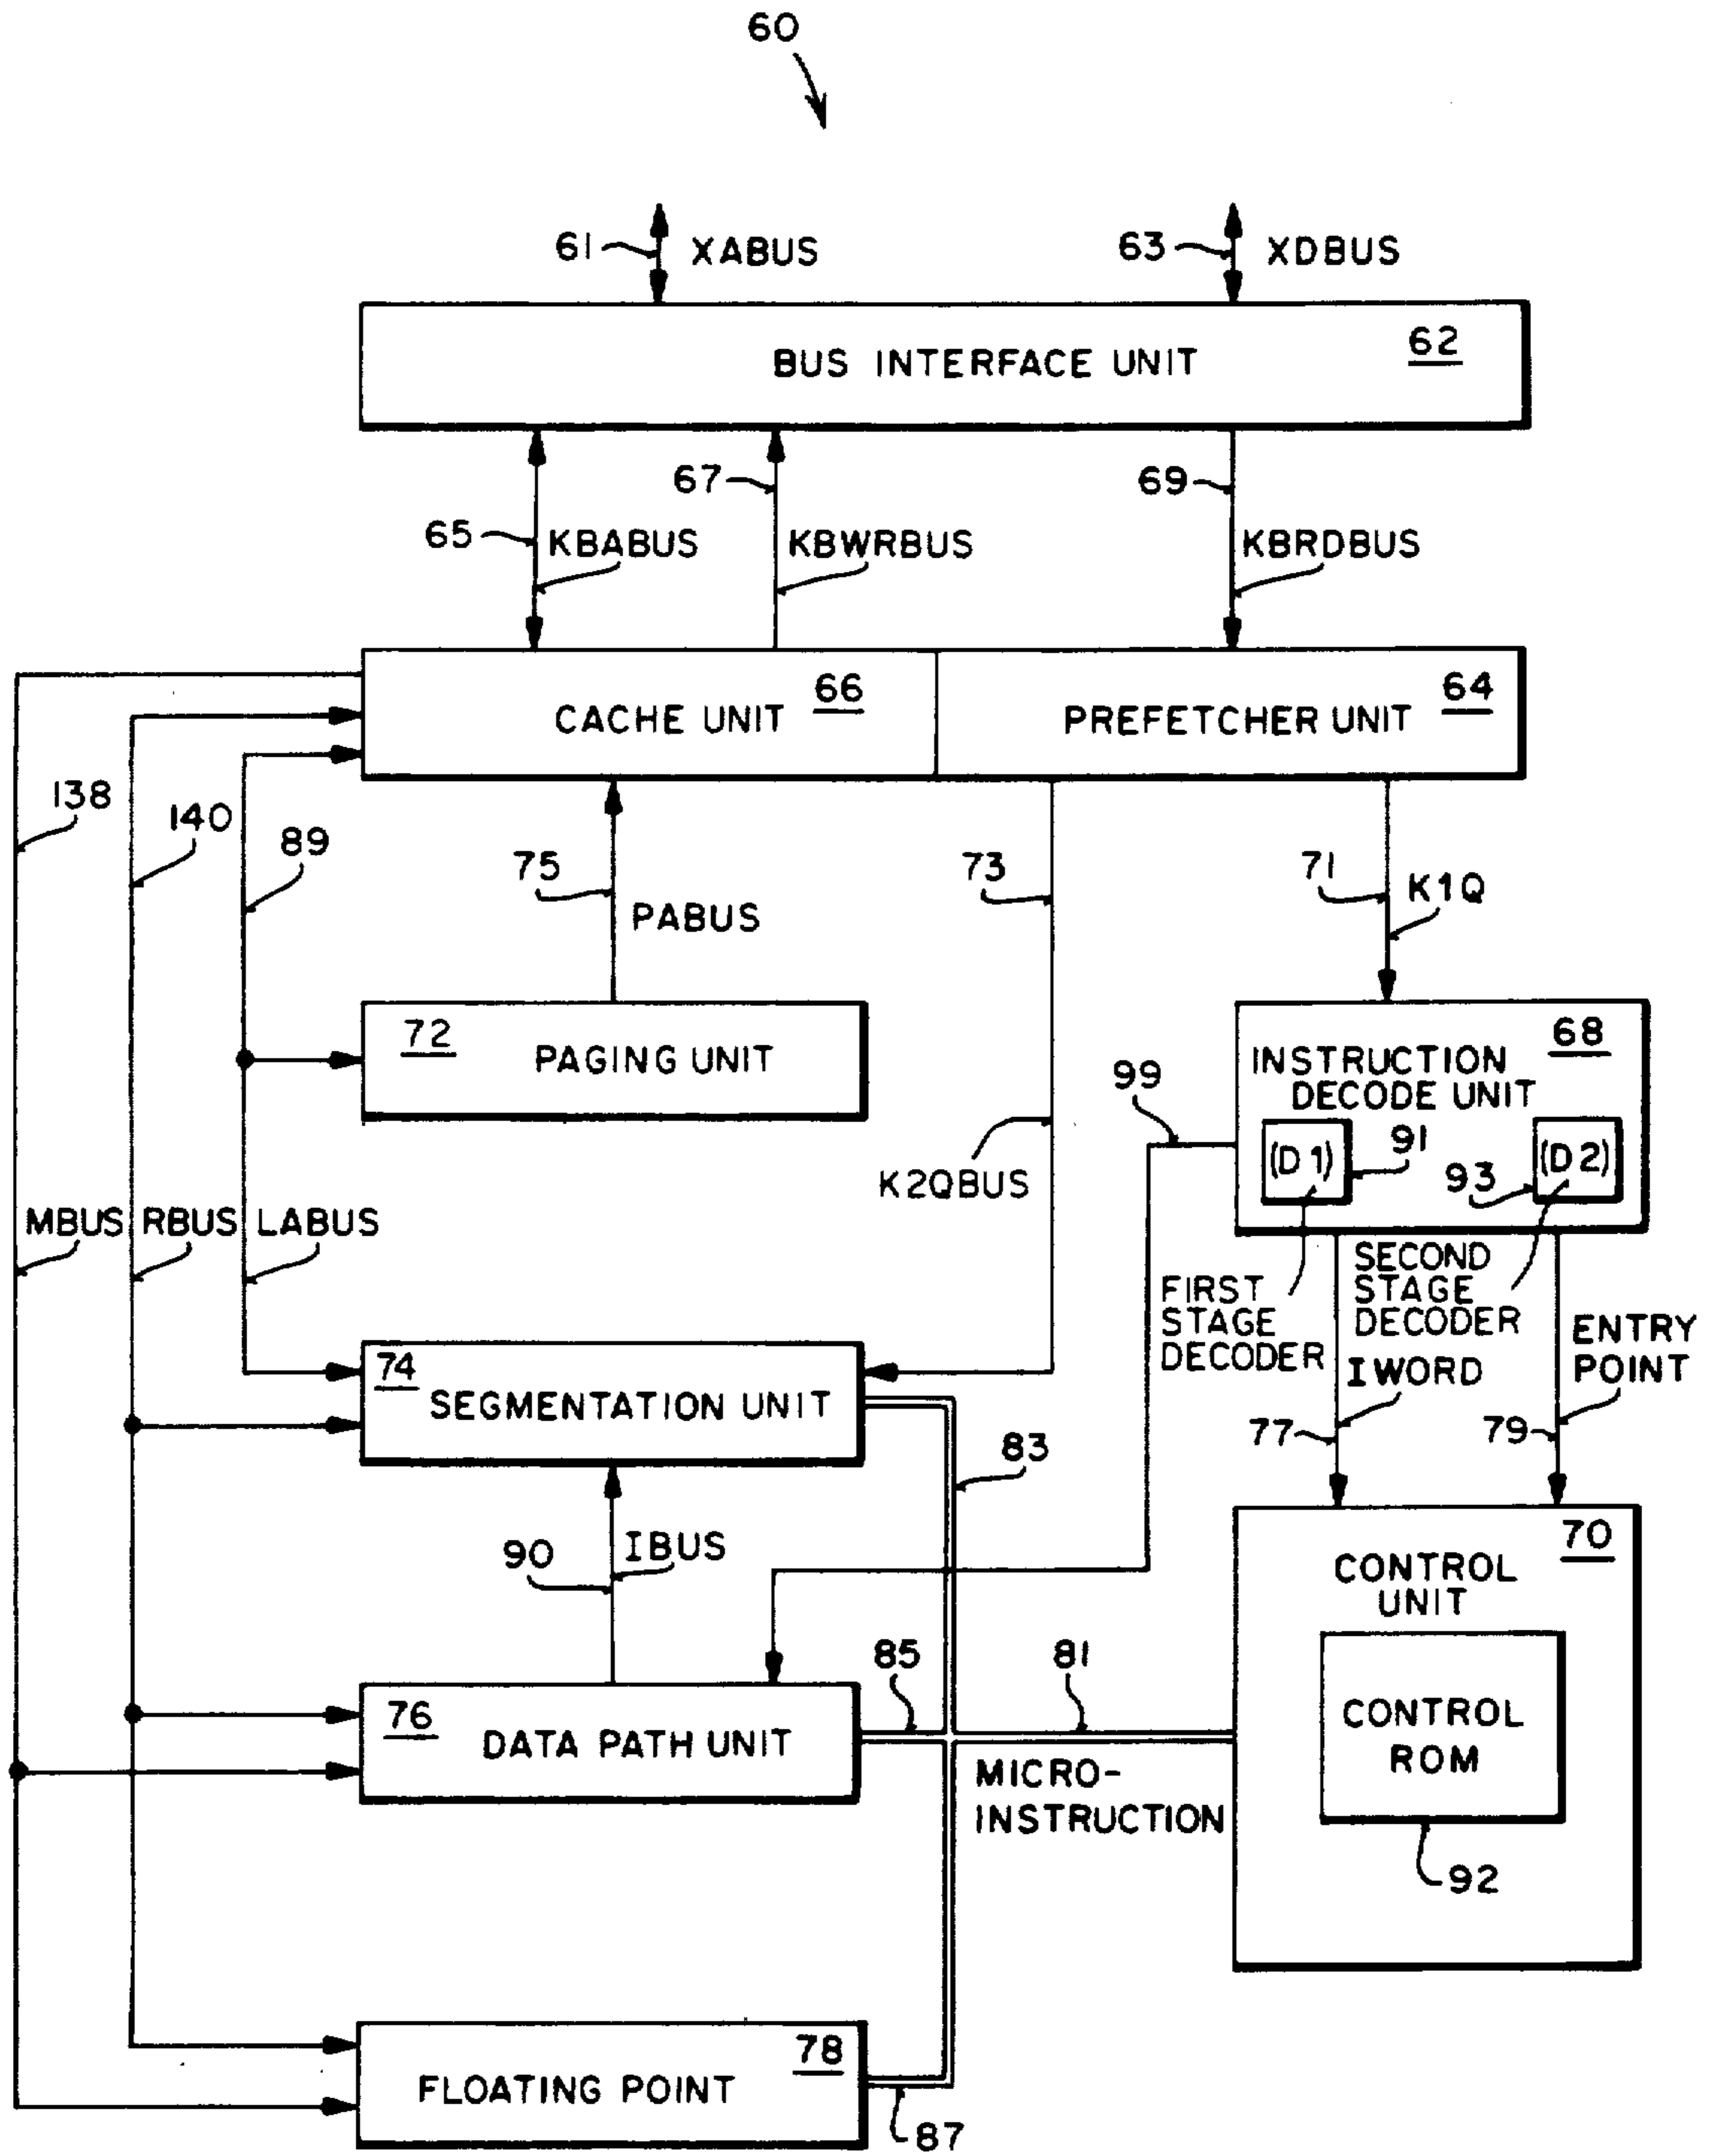 60
61 XABUS
63 XDBUS
BUS INTERFACE UNIT
62
65
KBABUS
67
KBWRBUS
69
KBRDBUS
CACHE UNIT
66
PREFETCHER UNIT
64
138
140
89
75
PABUS
73
71
K1Q
72
PAGING UNIT
68
INSTRUCTION
DECODE UNIT
(D1)
91
93
(D2)
99
K2QBUS
MBUS
RBUS
LABUS
FIRST
STAGE
DECODER
SECOND
STAGE
DECODER
IWORD
77
ENTRY
POINT
79
74
SEGMENTATION UNIT
83
90
IBUS
70
CONTROL
UNIT
CONTROL
ROM
92
76
DATA PATH UNIT
85
81
MICRO-
INSTRUCTION
78
FLOATING POINT
87